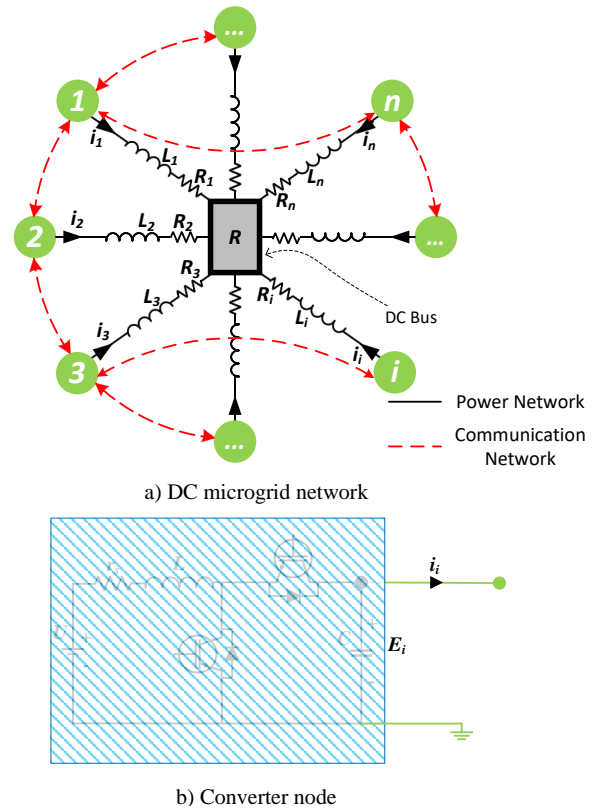 ...
1
n
i₁
L₁
R₁
iₙ
Lₙ
Rₙ
2
i₂
L₂
R₂
R
...
3
i₃
L₃
R₃
Rᵢ
Lᵢ
iᵢ
i
DC Bus
...
Power Network
Communication
Network
a) DC microgrid network
L
iᵢ
U
+
-
C
+
-
Eᵢ
b) Converter node